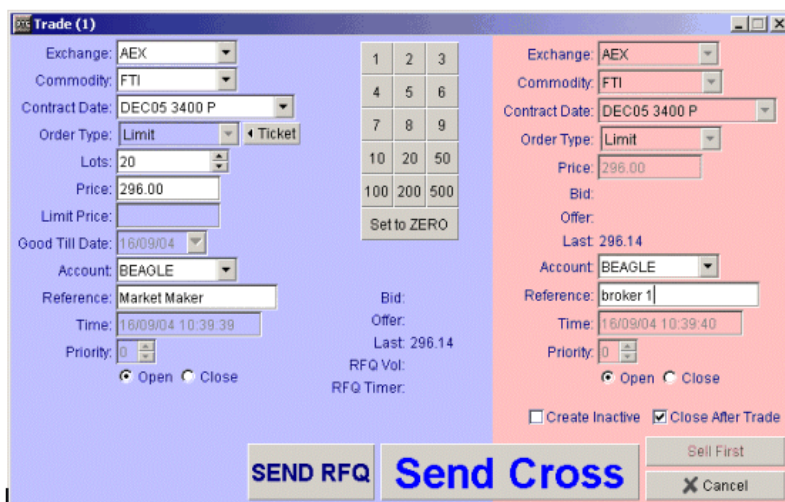 Trade (1)
Exchange: AEX
Commodity: FTI
Contract Date: DEC05 3400 P
Order Type: Limit Ticket
Lots: 20
Price: 296.00
Limit Price:
Good Till Date: 16/09/04
Account: BEAGLE
Reference: Market Maker
Time: 16/09/04 10:39:39
Priority: 0
Open Close
1 2 3
4 5 6
7 8 9
10 20 50
100 200 500
Set to ZERO
Bid:
Offer:
Last: 296.14
RFQ Vol:
RFQ Timer:
Exchange: AEX
Commodity: FTI
Contract Date: DEC05 3400 P
Order Type: Limit
Price: 296.00
Bid:
Offer:
Last: 296.14
Account: BEAGLE
Reference: broker 1
Time: 16/09/04 10:39:40
Priority: 0
Open Close
Create Inactive Close After Trade
SEND RFQ
Send Cross
Sell First
Cancel